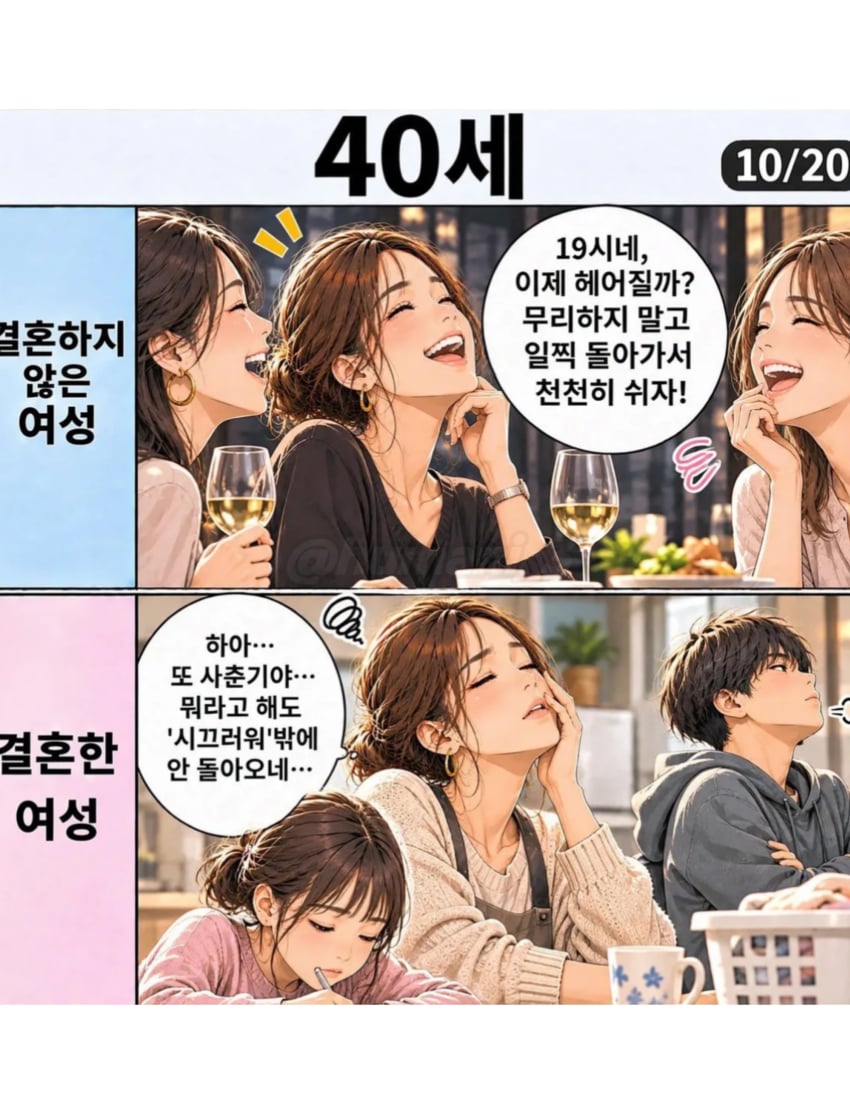 40세
10/20
결혼하지
않은
여성
19시네,
이제 헤어질까?
무리하지 말고
일찍 돌아가서
천천히 쉬자!
결혼한
여성
하아…
또 사춘기야…
뭐라고 해도
'시끄러워'밖에
안 돌아오네…